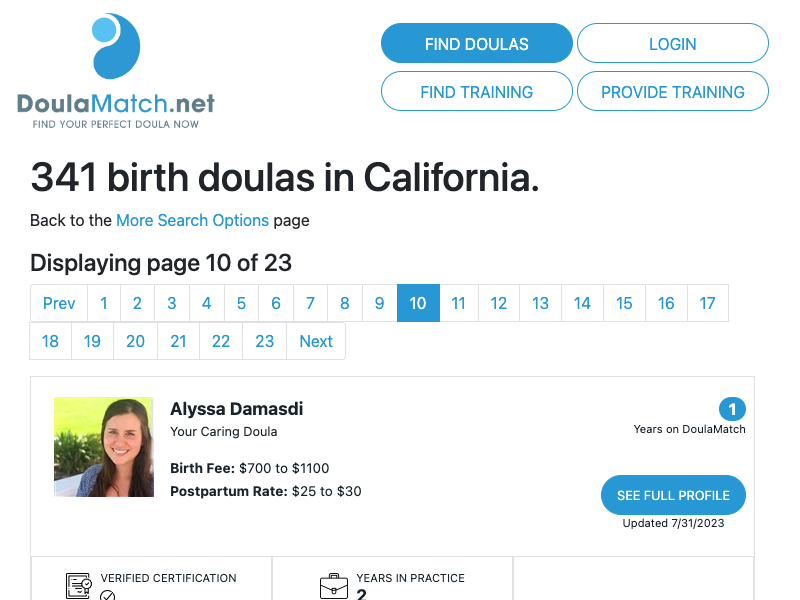 FIND DOULAS
LOGIN
FIND TRAINING
PROVIDE TRAINING
DoulaMatch.net
FIND YOUR PERFECT DOULA NOW
341 birth doulas in California.
Back to the More Search Options page
Displaying page 10 of 23
Prev 1 2 3 4 5 6 7 8 9 10 11 12 13 14 15 16 17
18 19 20 21 22 23 Next
Alyssa Damasdi
Your Caring Doula
Birth Fee: $700 to $1100
Postpartum Rate: $25 to $30
1
Years on DoulaMatch
SEE FULL PROFILE
Updated 7/31/2023
VERIFIED CERTIFICATION
YEARS IN PRACTICE
2